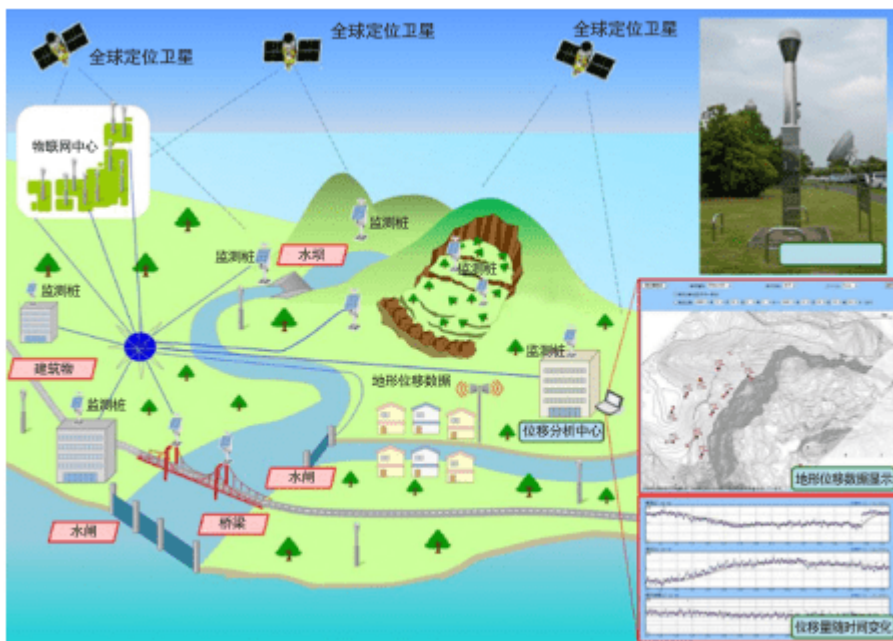 全球定位卫星
全球定位卫星
全球定位卫星
物联网中心
监测桩
监测桩
水坝
监测桩
监测桩
监测桩
建筑物
地形位移数据
监测桩
位移分析中心
水闸
桥梁
水闸
地形位移数据显示
位移量随时间变化